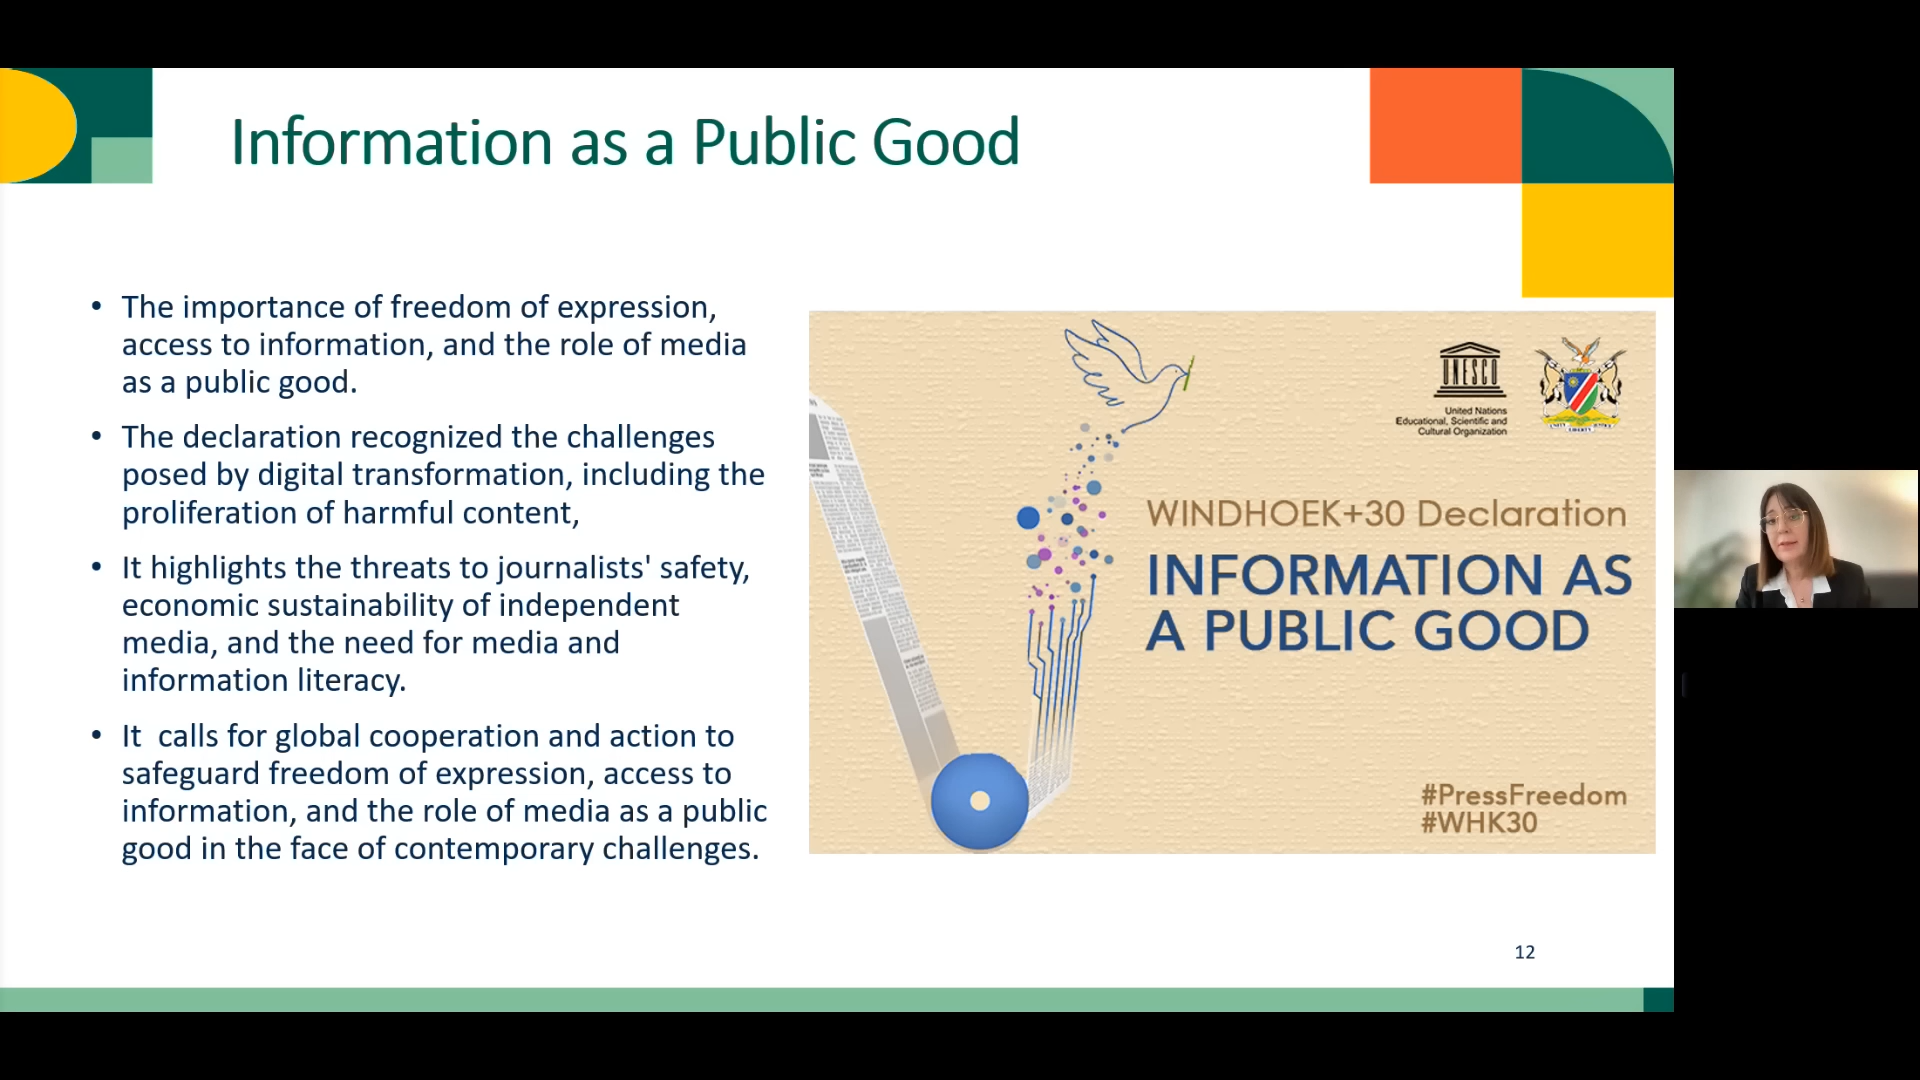 Information as a Public Good
• The importance of freedom of expression,
access to information, and the role of media
as a public good.
• The declaration recognized the challenges
posed by digital transformation, including the
proliferation of harmful content,
• It highlights the threats to journalists' safety,
economic sustainability of independent
media, and the need for media and
information literacy.
• It  calls for global cooperation and action to
safeguard freedom of expression, access to
information, and the role of media as a public
good in the face of contemporary challenges.
UNESCO
United Nations
Educational, Scientific and
Cultural Organization
WINDHOEK+30 Declaration
INFORMATION AS
A PUBLIC GOOD
#PressFreedom
#WHK30
12